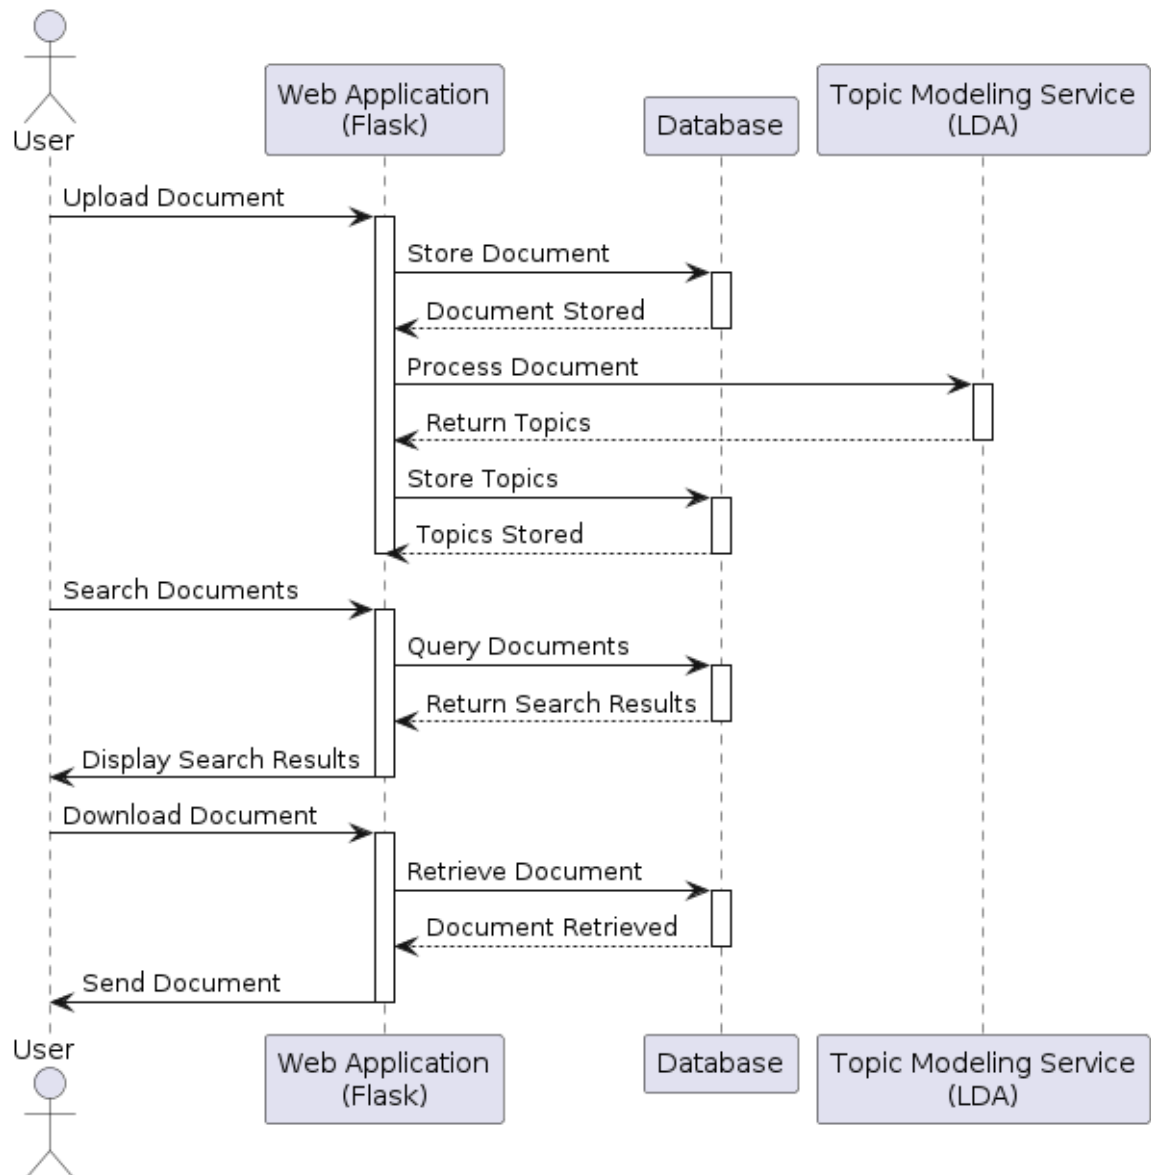 User
Web Application
(Flask)
Database
Topic Modeling Service
(LDA)
Upload Document
Store Document
Document Stored
Process Document
Return Topics
Store Topics
Topics Stored
Search Documents
Query Documents
Return Search Results
Display Search Results
Download Document
Retrieve Document
Document Retrieved
Send Document
User
Web Application
(Flask)
Database
Topic Modeling Service
(LDA)